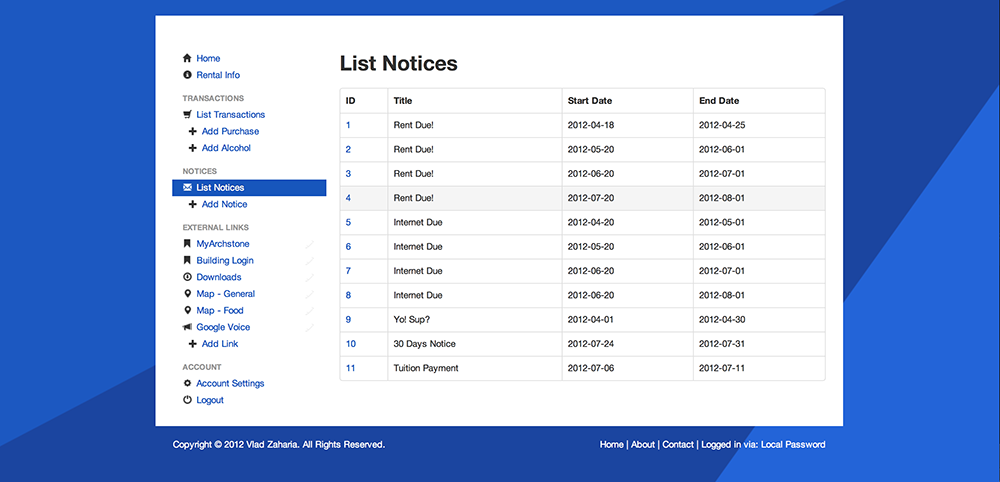 Home
Rental Info
TRANSACTIONS
List Transactions
Add Purchase
Add Alcohol
NOTICES
List Notices
Add Notice
EXTERNAL LINKS
MyArchstone
Building Login
Downloads
Map - General
Map - Food
Google Voice
Add Link
ACCOUNT
Account Settings
Logout
List Notices
ID Title Start Date End Date
1 Rent Due! 2012-04-18 2012-04-25
2 Rent Due! 2012-05-20 2012-06-01
3 Rent Due! 2012-06-20 2012-07-01
4 Rent Due! 2012-07-20 2012-08-01
5 Internet Due 2012-04-20 2012-05-01
6 Internet Due 2012-05-20 2012-06-01
7 Internet Due 2012-06-20 2012-07-01
8 Internet Due 2012-06-20 2012-08-01
9 Yo! Sup? 2012-04-01 2012-04-30
10 30 Days Notice 2012-07-24 2012-07-31
11 Tuition Payment 2012-07-06 2012-07-11
Copyright © 2012 Vlad Zaharia. All Rights Reserved.
Home | About | Contact | Logged in via: Local Password